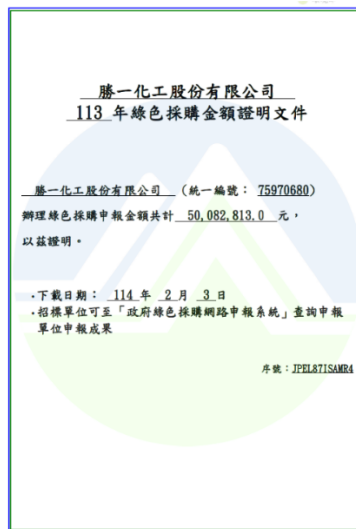 勝一化工股份有限公司
113 年綠色採購金額證明文件
勝一化工股份有限公司 (統一編號: 75970680)
辦理綠色採購申報金額共計 50,082,813.0 元,
以茲證明。
・下載日期: 114 年 2 月 3 日
・招標單位可至「政府綠色採購網路申報系統」查詢申報
單位申報成果
序號:JPEL87ISAMR4